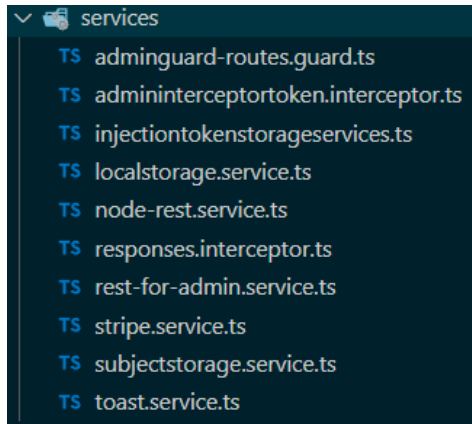 services
TS adminguard-routes.guard.ts
TS admininterceptortoken.interceptor.ts
TS injectiontokenstorageservices.ts
TS localstorage.service.ts
TS node-rest.service.ts
TS responses.interceptor.ts
TS rest-for-admin.service.ts
TS stripe.service.ts
TS subjectstorage.service.ts
TS toast.service.ts